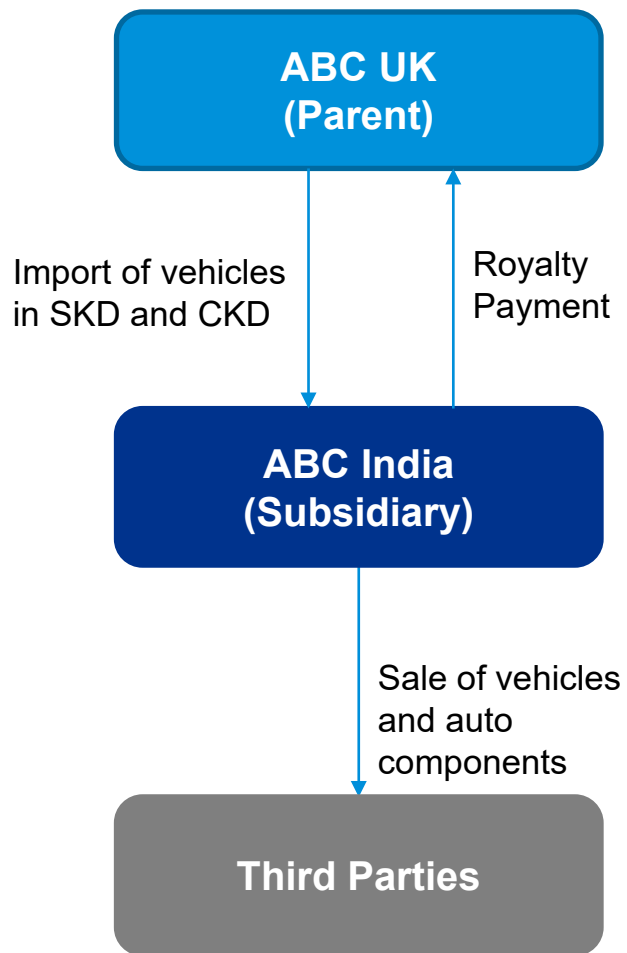 ABC UK
(Parent)
Import of vehicles
in SKD and CKD
Royalty
Payment
ABC India
(Subsidiary)
Sale of vehicles
and auto
components
Third Parties